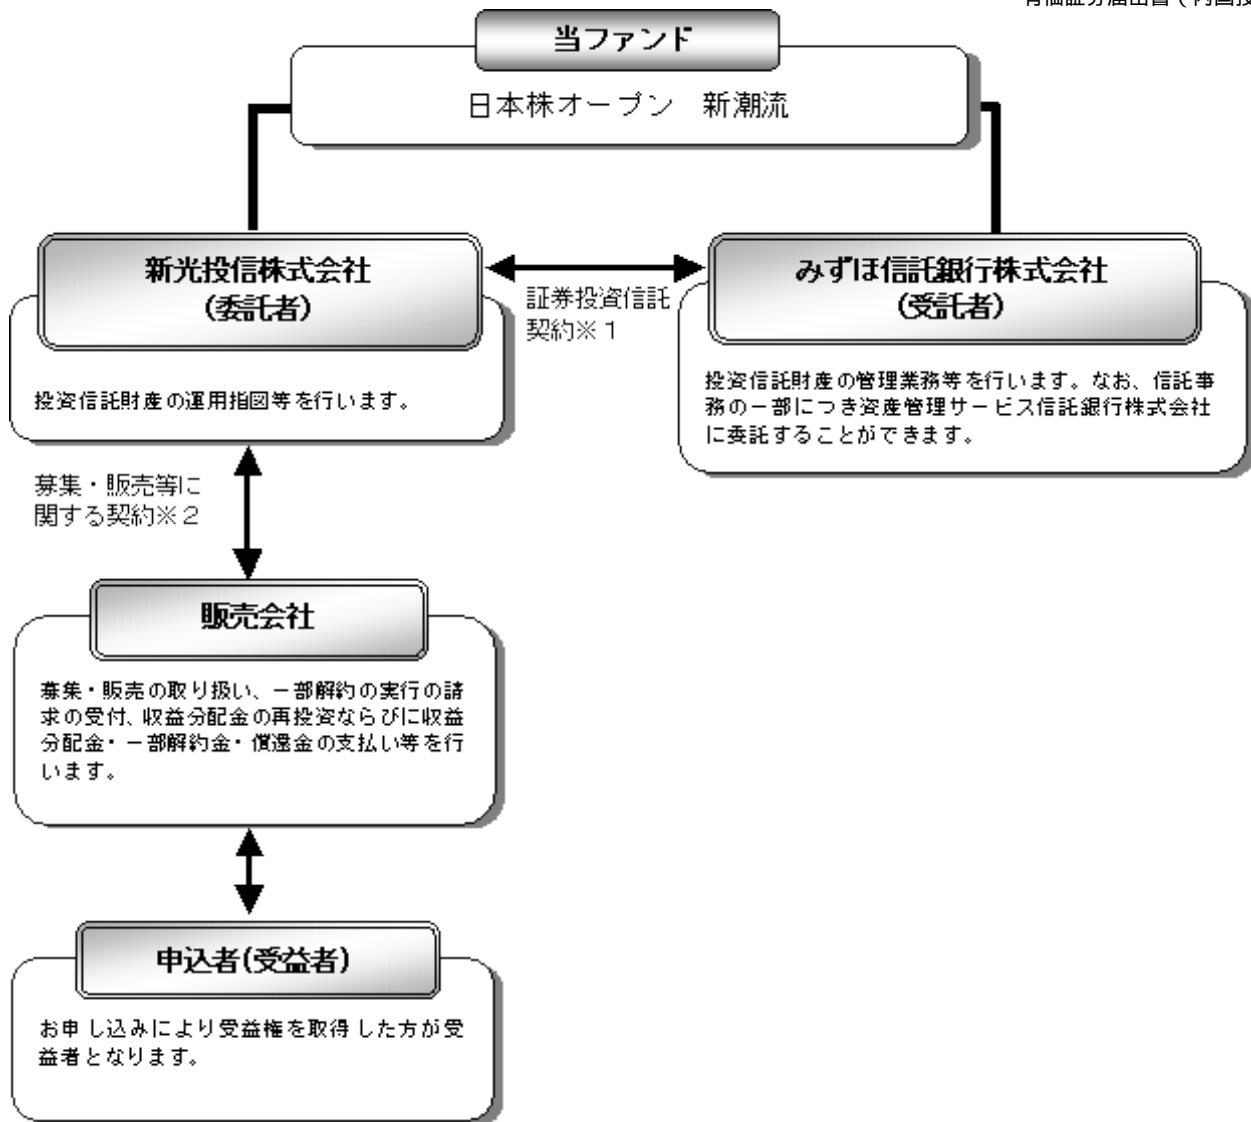 当ファンド
日本株オープン 新潮流
新光投信株式会社
(委託者)
投資信託財産の運用指図等を行います。
証券投資信託
契約※1
みずほ信託銀行株式会社
(受託者)
投資信託財産の管理業務等を行います。なお、信託事
務の一部につき資産管理サービス信託銀行株式会社
に委託することができます。
募集・販売等に
関する契約※2
販売会社
募集・販売の取り扱い、一部解約の実行の請
求の受付、収益分配金の再投資ならびに収益
分配金・一部解約金・償還金の支払い等を行
います。
申込者(受益者)
お申し込みにより受益権を取得した方が受
益者となります。